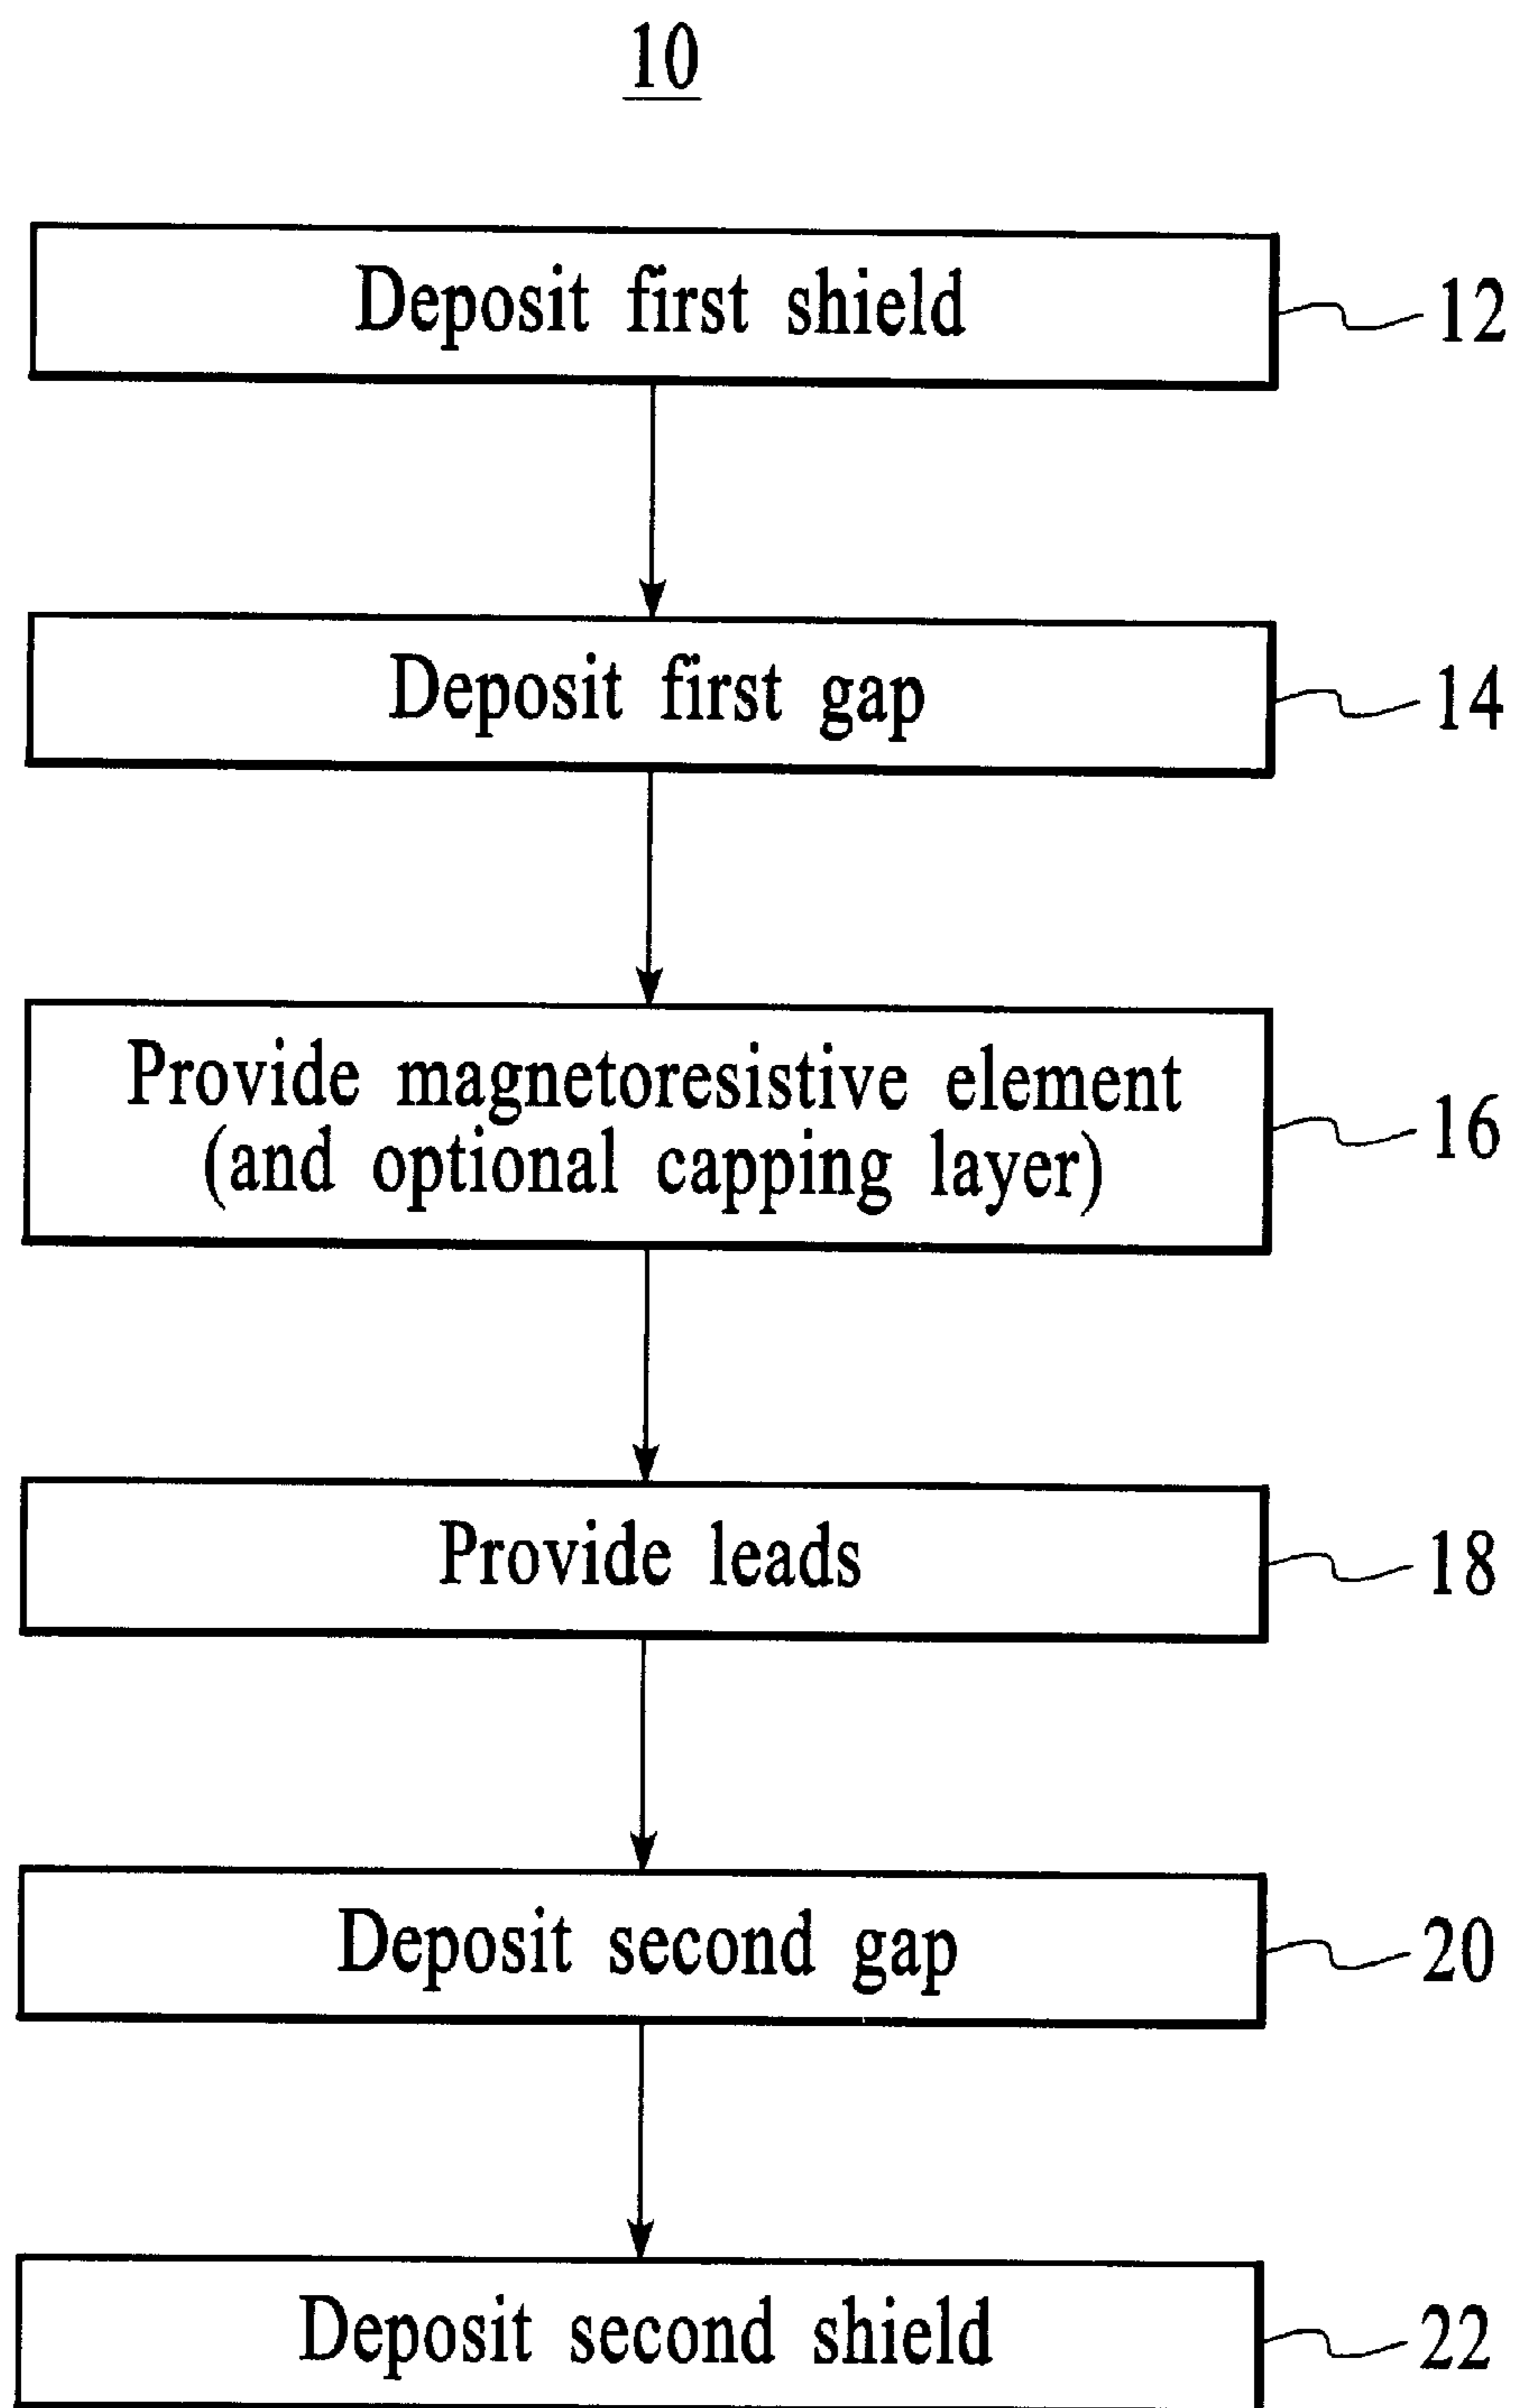 10
Deposit first shield
12
Deposit first gap
14
Provide magnetoresistive element
(and optional capping layer)
16
Provide leads
18
Deposit second gap
20
Deposit second shield
22